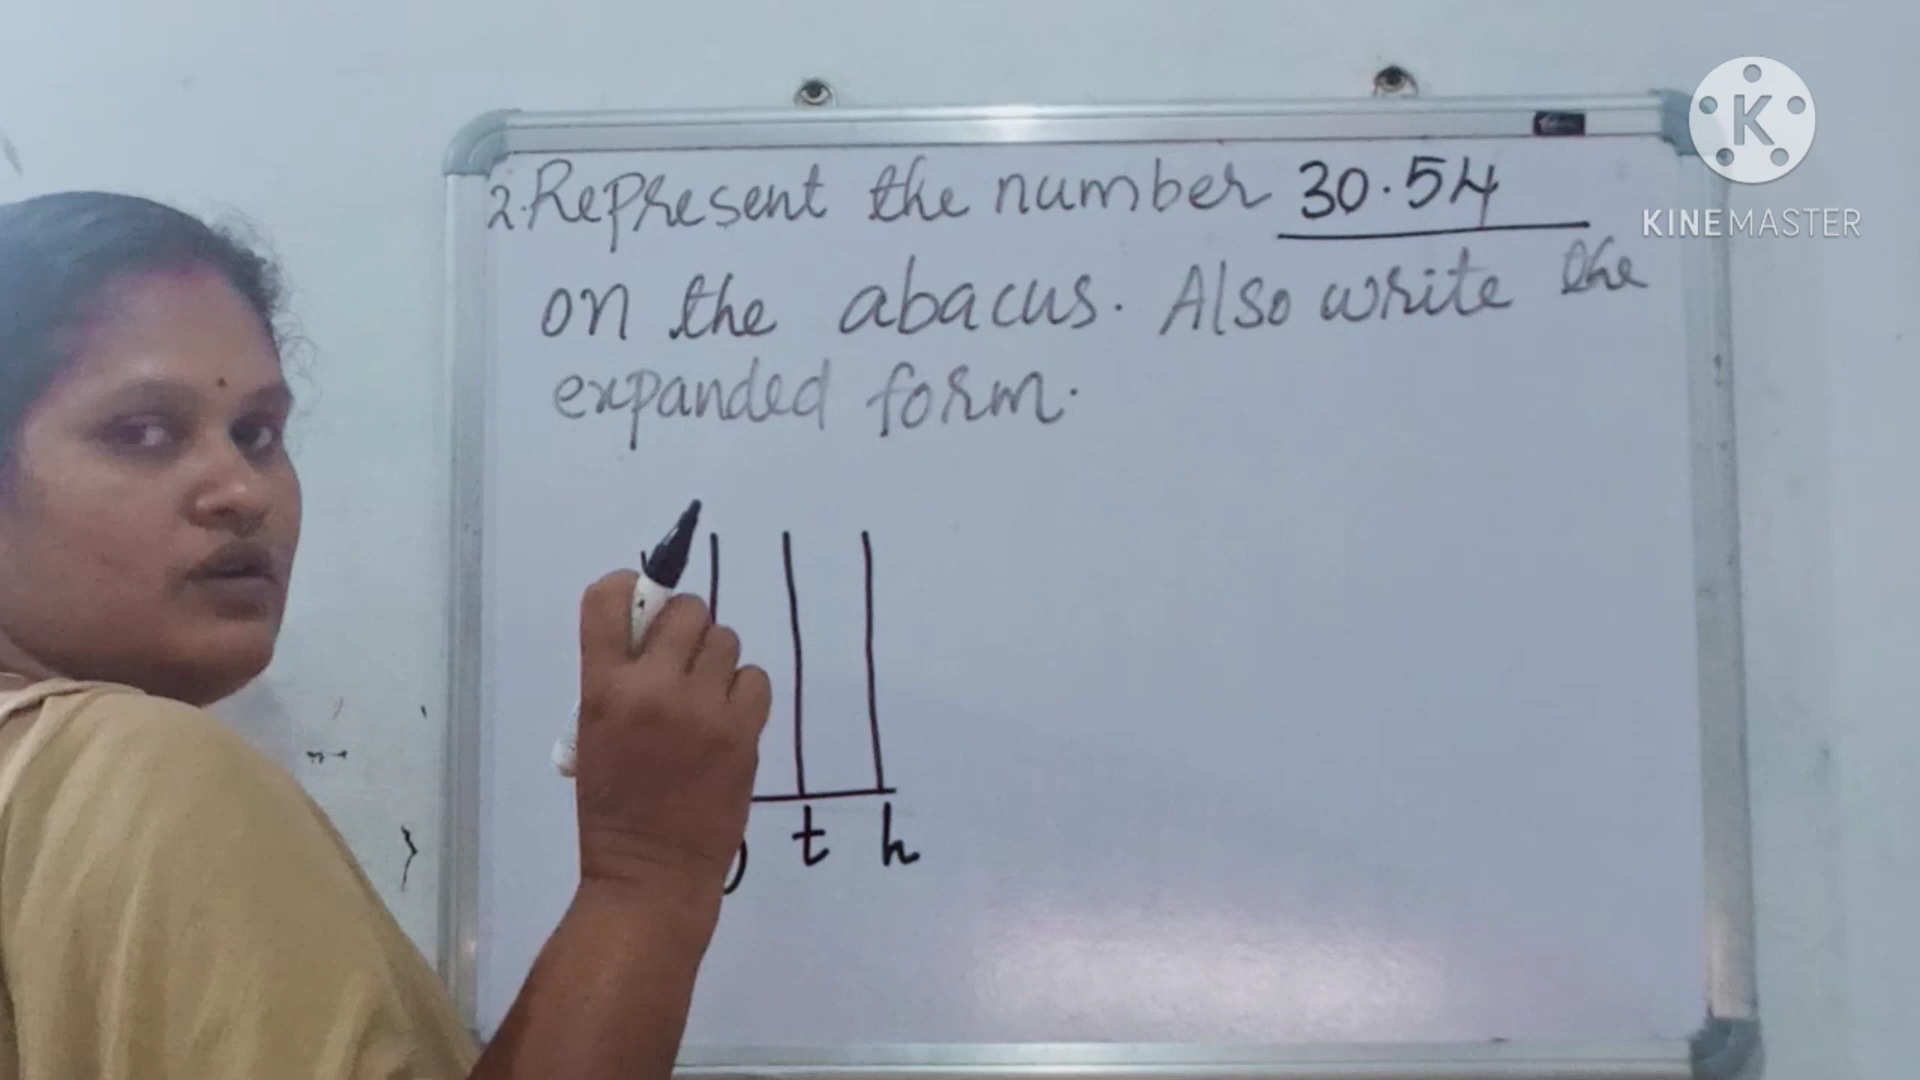 2. Represent the number 30.54
on the abacus. Also write the
expanded form.
t h
K
KINEMASTER